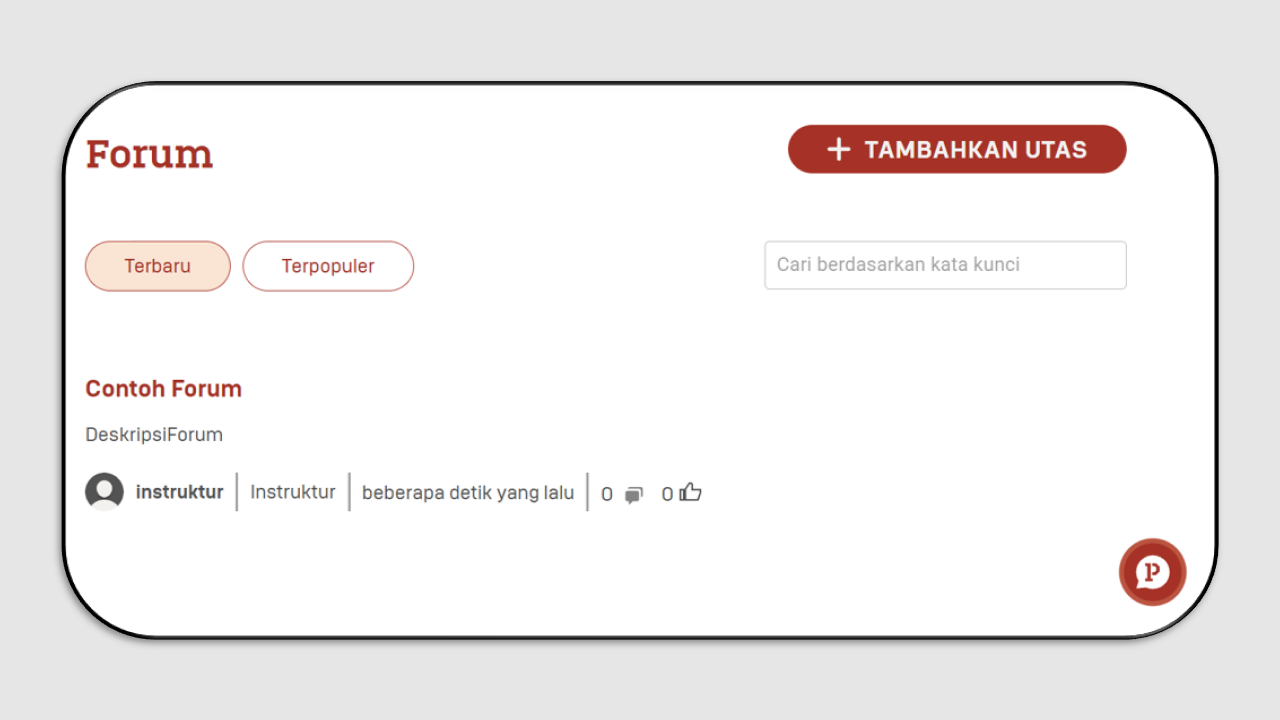 Forum
+ TAMBAHKAN UTAS
Terbaru
Terpopuler
Cari berdasarkan kata kunci
Contoh Forum
DeskripsiForum
instruktur | Instruktur | beberapa detik yang lalu | 0 0
P